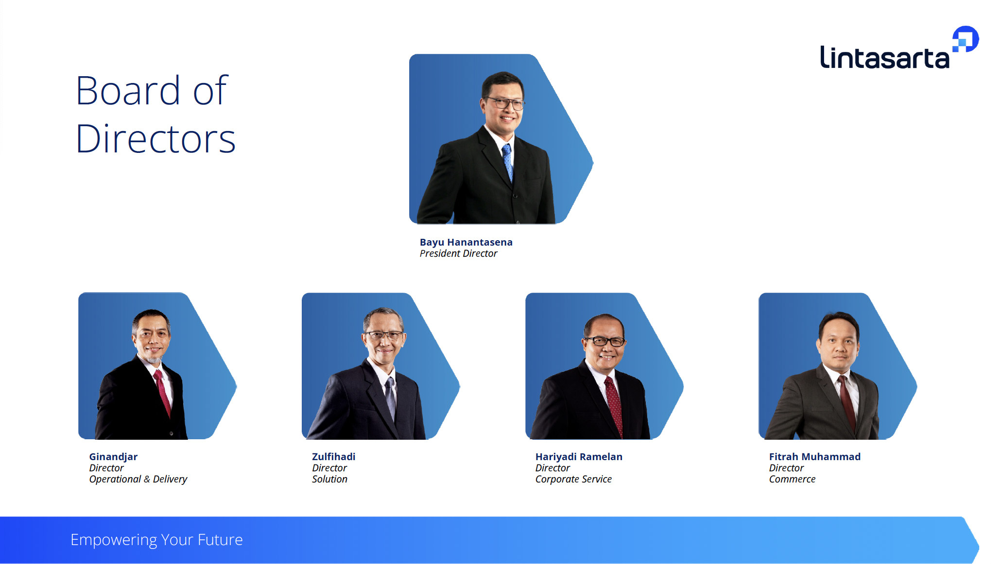 lintasarta
Board of
Directors
Bayu Hanantasena
President Director
Ginandjar
Director
Operational & Delivery
Zulfihadi
Director
Solution
Hariyadi Ramelan
Director
Corporate Service
Fitrah Muhammad
Director
Commerce
Empowering Your Future